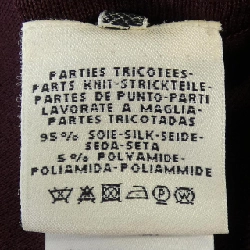 PARTIES TRICOTEES-
PARTS KNIT-STRICKTEILE-
PARTES DE PUNTO-PARTI
LAVORATE A MAGLIA-
PARTES TRICOTADAS
95% SOIE-SILK-SEIDE-
SEDA-SETA
5% POLYAMIDE-
POLIAMIDA-POLIAMMIDE